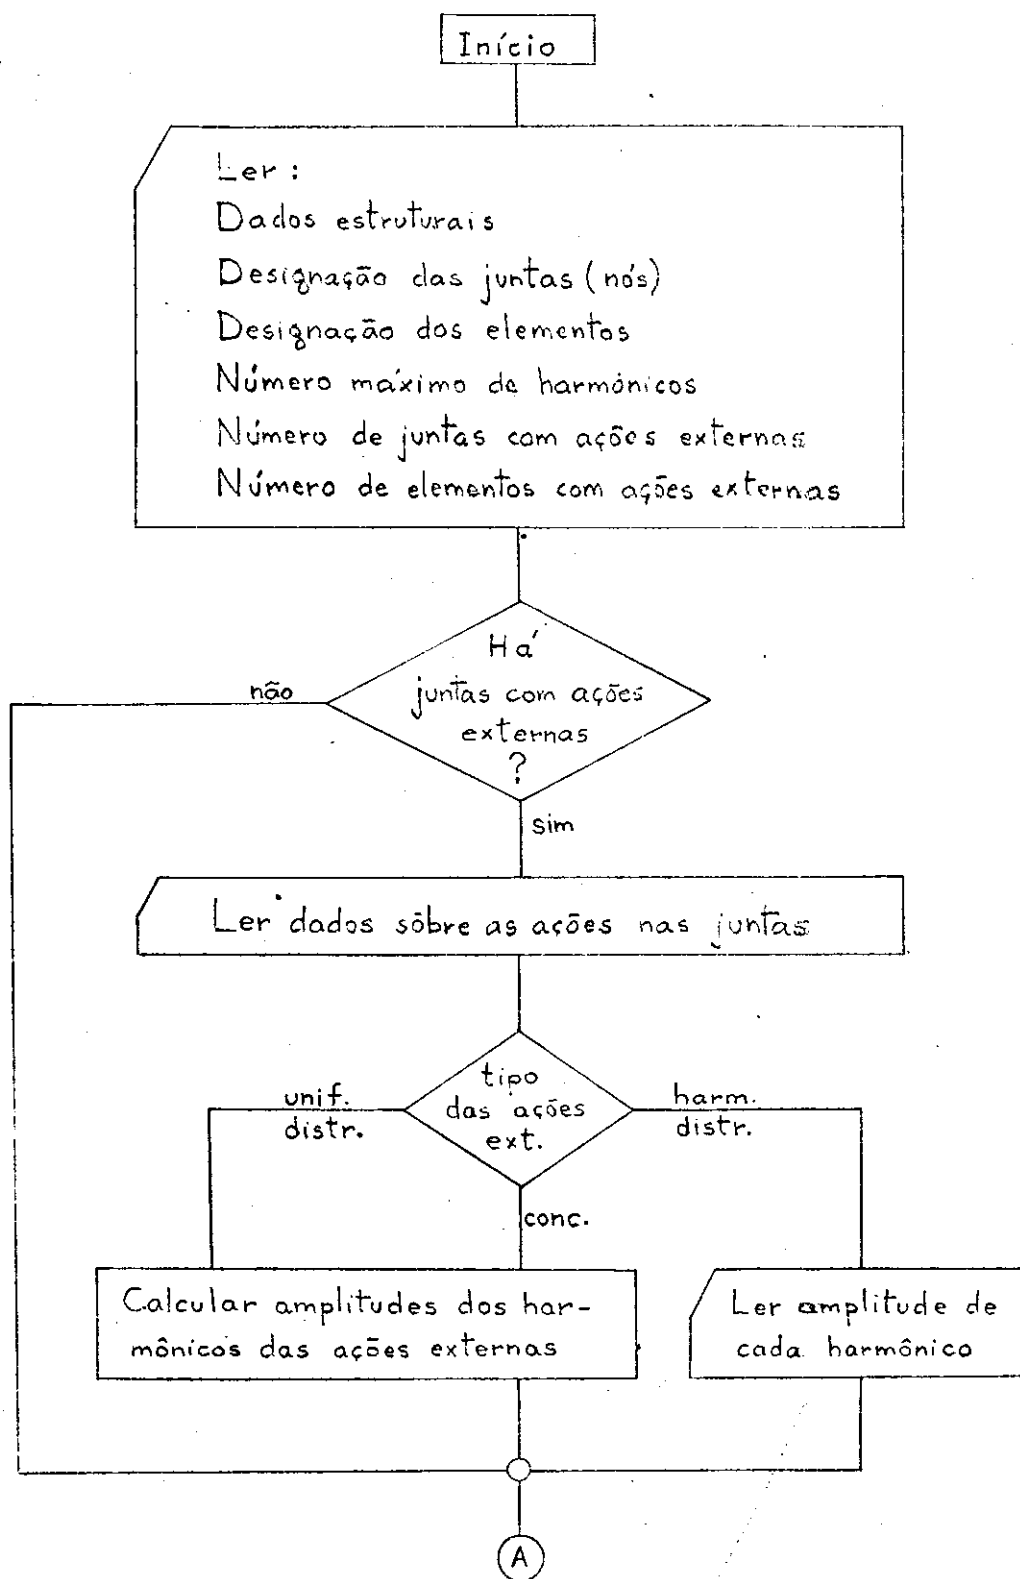 Início
Ler :
Dados estruturais
Designação das juntas (nós)
Designação dos elementos
Número máximo de harmônicos
Número de juntas com ações externas
Número de elementos com ações externas
Há
juntas com ações
externas
?
não
sim
Ler dados sôbre as ações nas juntas
tipo
das ações
ext.
unif.
distr.
harm.
distr.
conc.
Calcular amplitudes dos har-
mônicos das ações externas
Ler amplitude de
cada harmônico
A